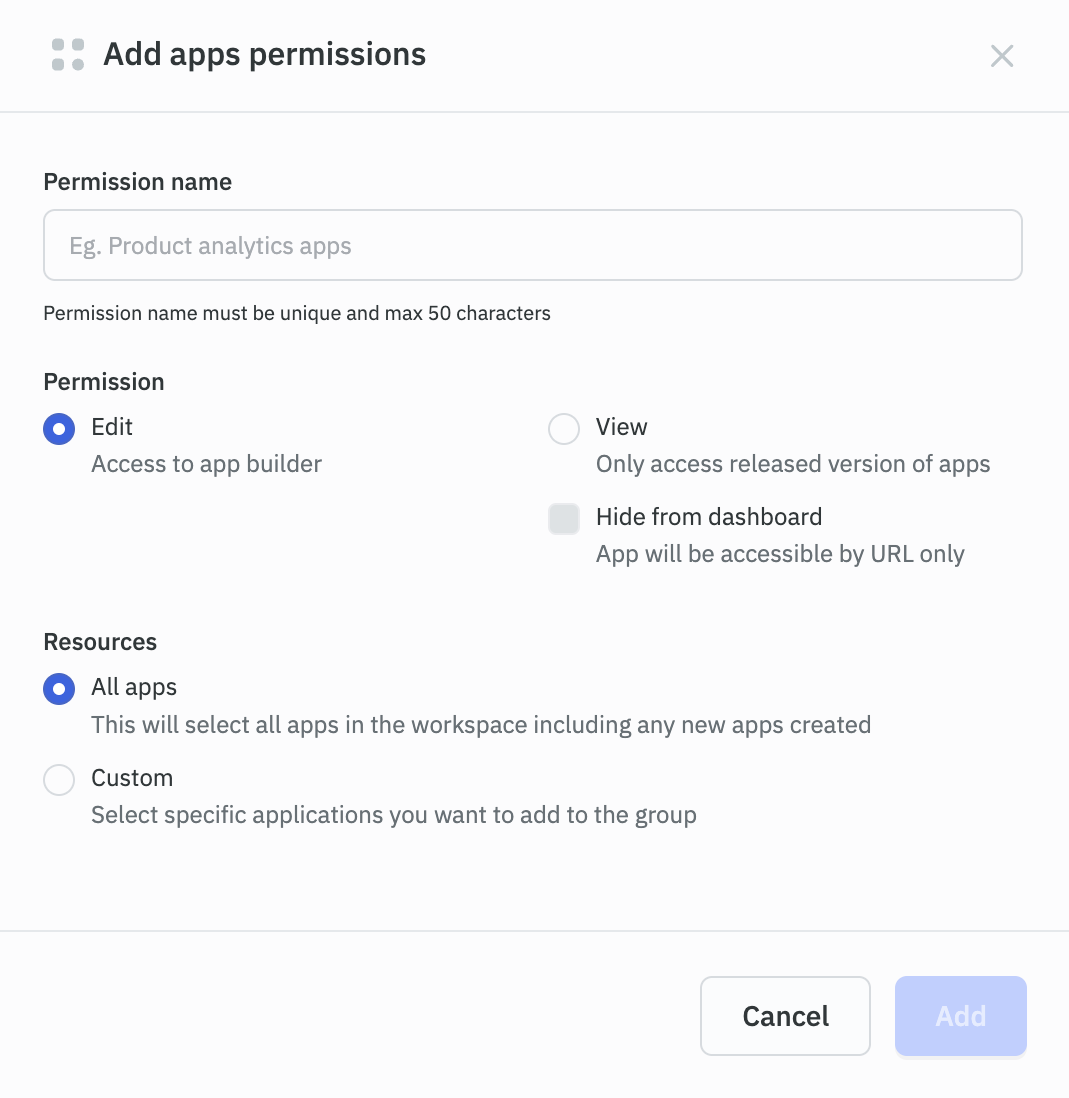 Add apps permissions
Permission name
Eg. Product analytics apps
Permission name must be unique and max 50 characters
Permission
Edit
Access to app builder
View
Only access released version of apps
Hide from dashboard
App will be accessible by URL only
Resources
All apps
This will select all apps in the workspace including any new apps created
Custom
Select specific applications you want to add to the group
Cancel
Add